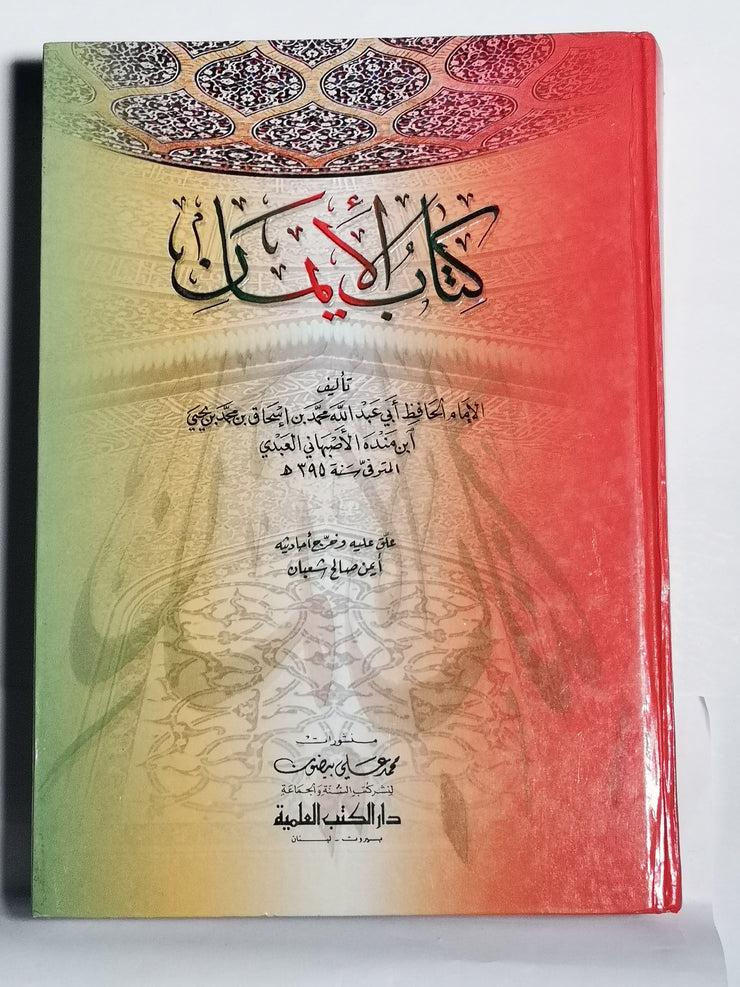 كتاب الأيمان
تأليف
الإمام الحافظ أبي عبد الله محمد بن إسحاق بن محمد بن يحيى
ابن منده الأصبهاني العبدي
المتوفى سنة ٣٩٥ ه
علق عليه وخرج أحاديثه
أيمن صالح شعبان
منشورات
محمد علي بيضون
لنشر كتب السنة والجماعة
دار الكتب العلمية
بيروت - لبنان